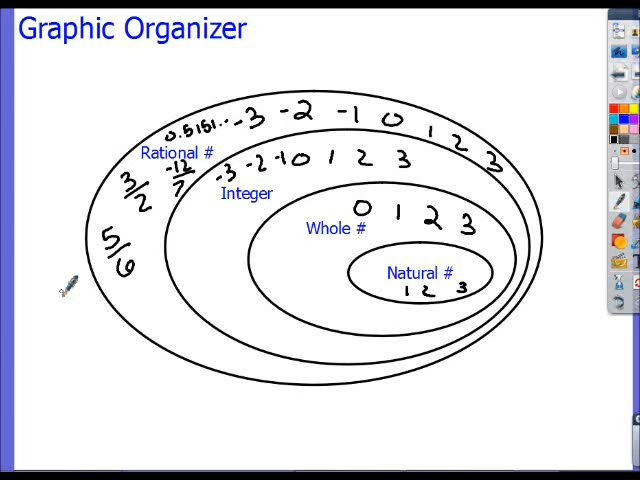 Graphic Organizer
0.5151... -3 -2 -1 0 1 2 3
Rational #
3/2 -12/7
5/6
-3 -2 -1 0 1 2 3
Integer
0 1 2 3
Whole #
Natural #
1 2 3